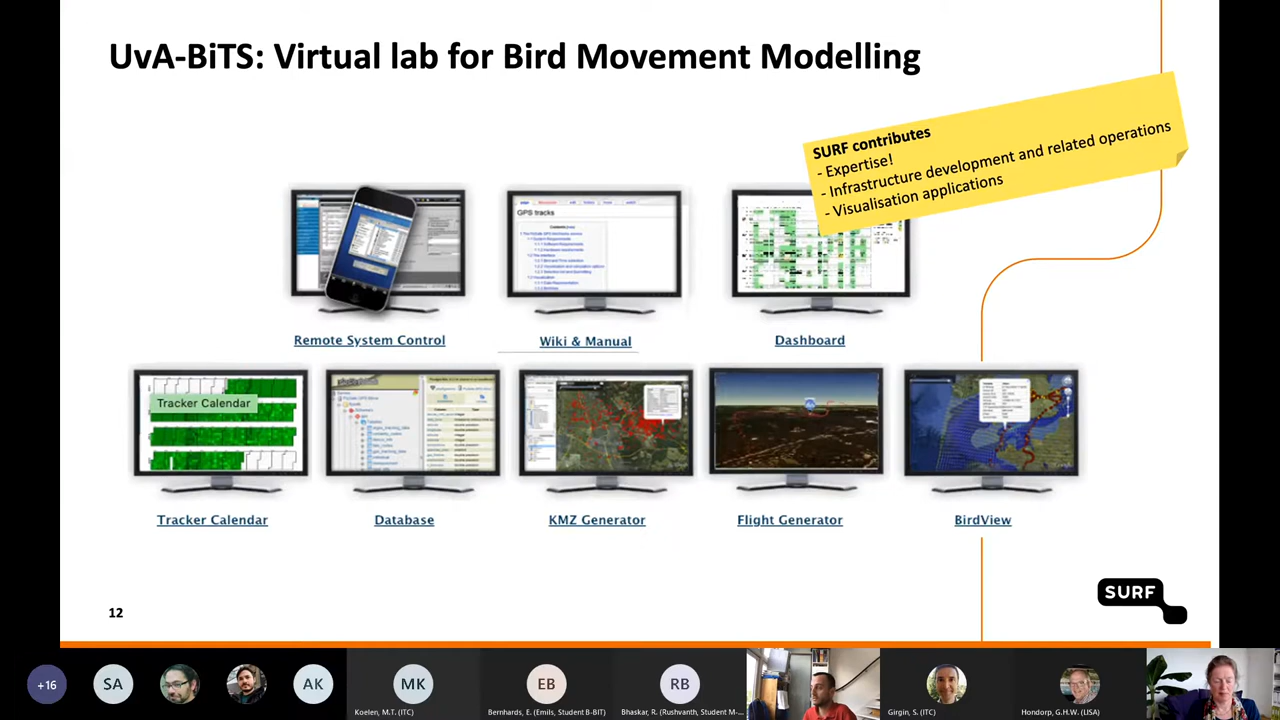 UvA-BiTS: Virtual lab for Bird Movement Modelling
SURF contributes
- Expertise!
- Infrastructure development and related operations
- Visualisation applications
GPS tracks
Remote System Control
Wiki & Manual
Dashboard
Tracker Calendar
Tracker Calendar
Database
KMZ Generator
Flight Generator
BirdView
12
SURF
+16
SA
AK
MK
EB
RB
Koelen, M.T. (ITC)
Bernhards, E. (Emils, Student B-BIT)
Bhaskar, R. (Rushvanth, Student M-...
Girgin, S. (ITC)
Hondorp, G.H.W. (LISA)